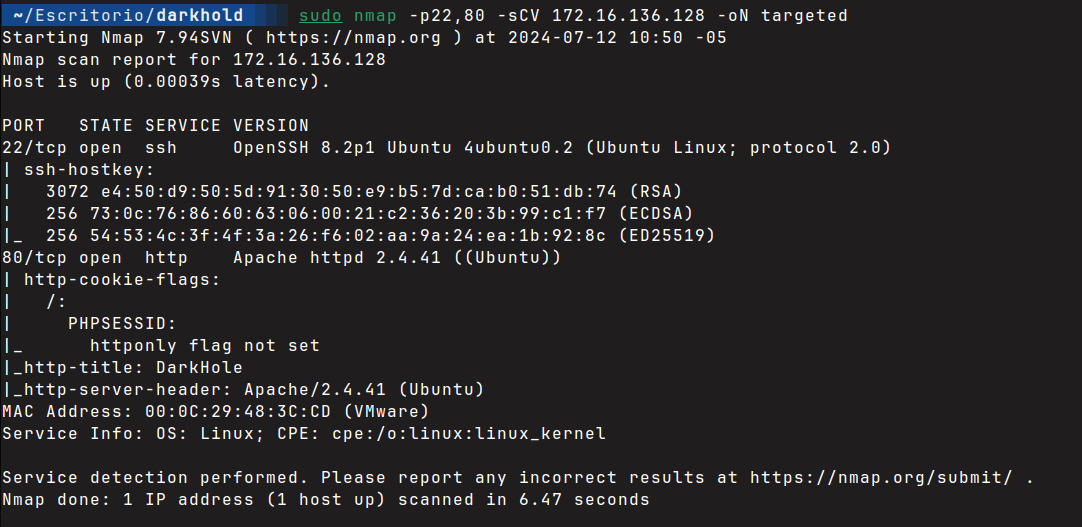 ~/Escritorio/darkhold sudo nmap -p22,80 -sCV 172.16.136.128 -oN targeted
Starting Nmap 7.94SVN ( https://nmap.org ) at 2024-07-12 10:50 -05
Nmap scan report for 172.16.136.128
Host is up (0.00039s latency).

PORT   STATE SERVICE VERSION
22/tcp open  ssh     OpenSSH 8.2p1 Ubuntu 4ubuntu0.2 (Ubuntu Linux; protocol 2.0)
| ssh-hostkey:
|   3072 e4:50:d9:50:5d:91:30:50:e9:b5:7d:ca:b0:51:db:74 (RSA)
|   256 73:0c:76:86:60:63:06:00:21:c2:36:20:3b:99:c1:f7 (ECDSA)
|_  256 54:53:4c:3f:4f:3a:26:f6:02:aa:9a:24:ea:1b:92:8c (ED25519)
80/tcp open  http    Apache httpd 2.4.41 ((Ubuntu))
| http-cookie-flags:
|   /:
|     PHPSESSID:
|_      httponly flag not set
|_http-title: DarkHole
|_http-server-header: Apache/2.4.41 (Ubuntu)
MAC Address: 00:0C:29:48:3C:CD (VMware)
Service Info: OS: Linux; CPE: cpe:/o:linux:linux_kernel

Service detection performed. Please report any incorrect results at https://nmap.org/submit/ .
Nmap done: 1 IP address (1 host up) scanned in 6.47 seconds